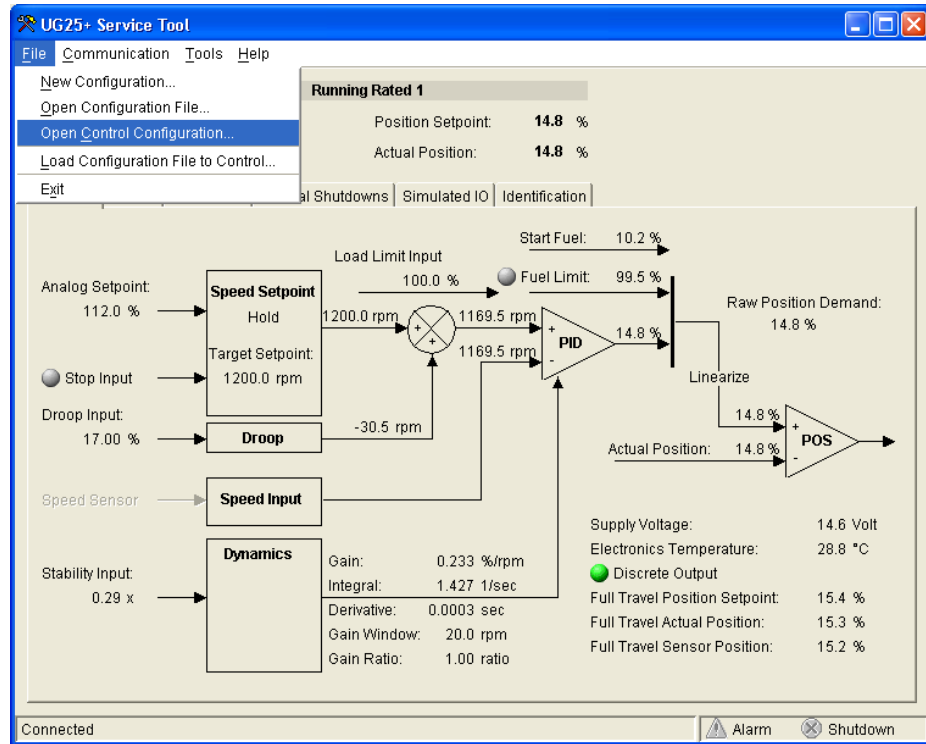 UG25+ Service Tool
File Communication Tools Help
New Configuration...
Open Configuration File...
Open Control Configuration...
Load Configuration File to Control...
Exit
Running Rated 1
Position Setpoint: 14.8 %
Actual Position: 14.8 %
al Shutdowns Simulated IO Identification
Start Fuel: 10.2 %
Load Limit Input
100.0 %
Fuel Limit: 99.5 %
Analog Setpoint:
112.0 %
Speed Setpoint
Hold
Target Setpoint:
1200.0 rpm
Stop Input
1200.0 rpm
+
+
1169.5 rpm
1169.5 rpm
+
-
PID
14.8 %
Raw Position Demand:
14.8 %
Linearize
Droop Input:
17.00 %
Droop
-30.5 rpm
14.8 %
Actual Position: 14.8 %
+
-
POS
Speed Sensor
Speed Input
Stability Input:
0.29 x
Dynamics
Gain: 0.233 %/rpm
Integral: 1.427 1/sec
Derivative: 0.0003 sec
Gain Window: 20.0 rpm
Gain Ratio: 1.00 ratio
Supply Voltage: 14.6 Volt
Electronics Temperature: 28.8 °C
Discrete Output
Full Travel Position Setpoint: 15.4 %
Full Travel Actual Position: 15.3 %
Full Travel Sensor Position: 15.2 %
Connected
Alarm
Shutdown